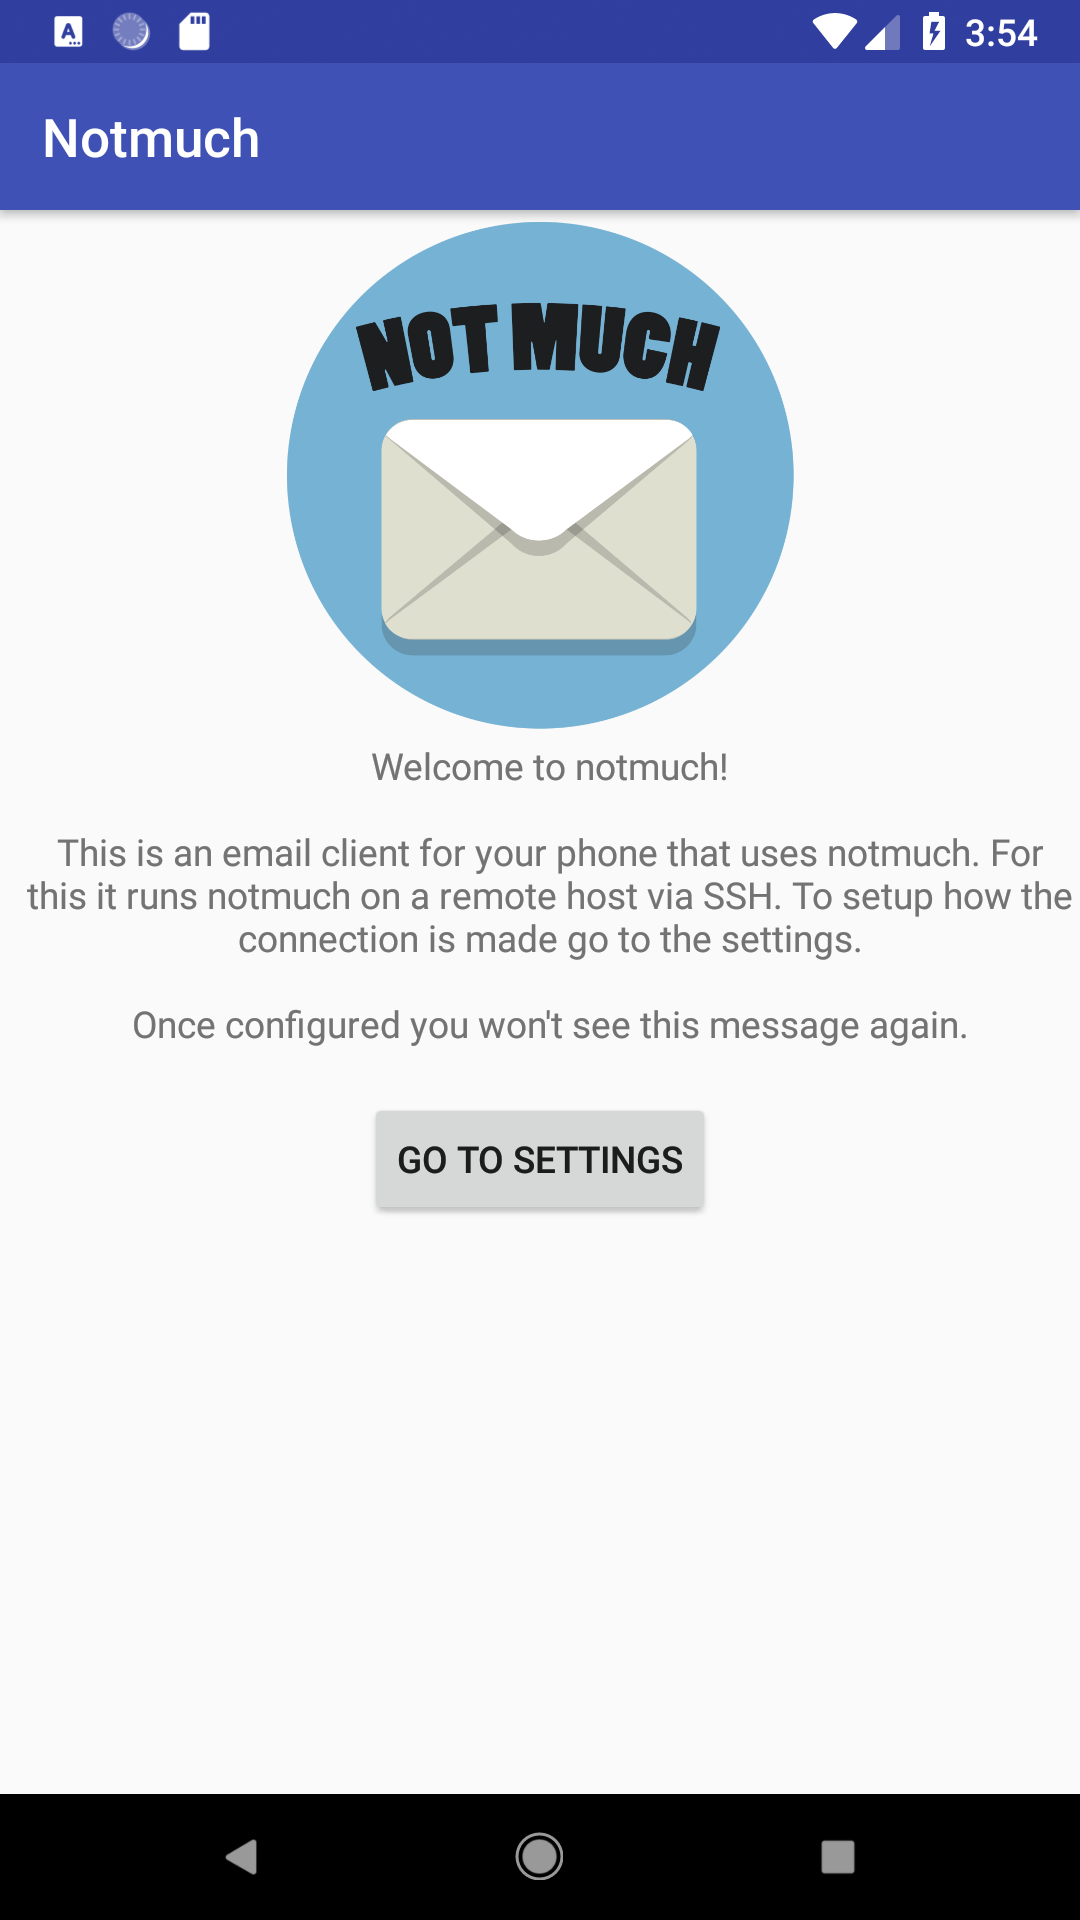 3:54
Notmuch
NOT MUCH
Welcome to notmuch!
This is an email client for your phone that uses notmuch. For
this it runs notmuch on a remote host via SSH. To setup how the
connection is made go to the settings.
Once configured you won't see this message again.
GO TO SETTINGS